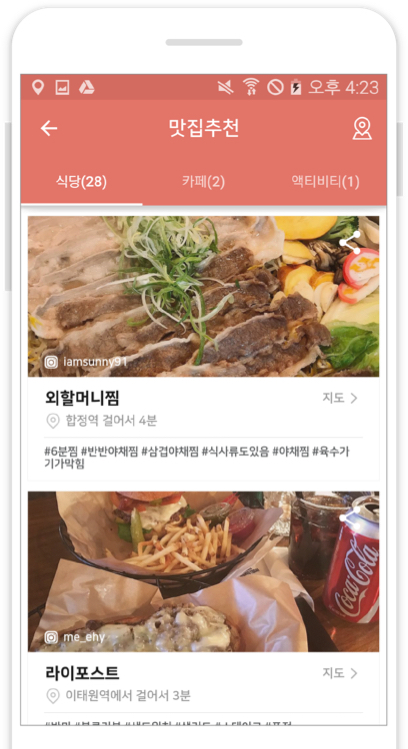 오후 4:23
맛집추천
식당(28)
카페(2)
액티비티(1)
iamsunny91
외할머니찜
지도
합정역 걸어서 4분
#6분찜 #반반야채찜 #삼겹야채찜 #식사류도있음 #야채찜 #육수가
기가막힘
Coca-Cola
me_ehy
라이포스트
지도
이태원역에서 걸어서 3분